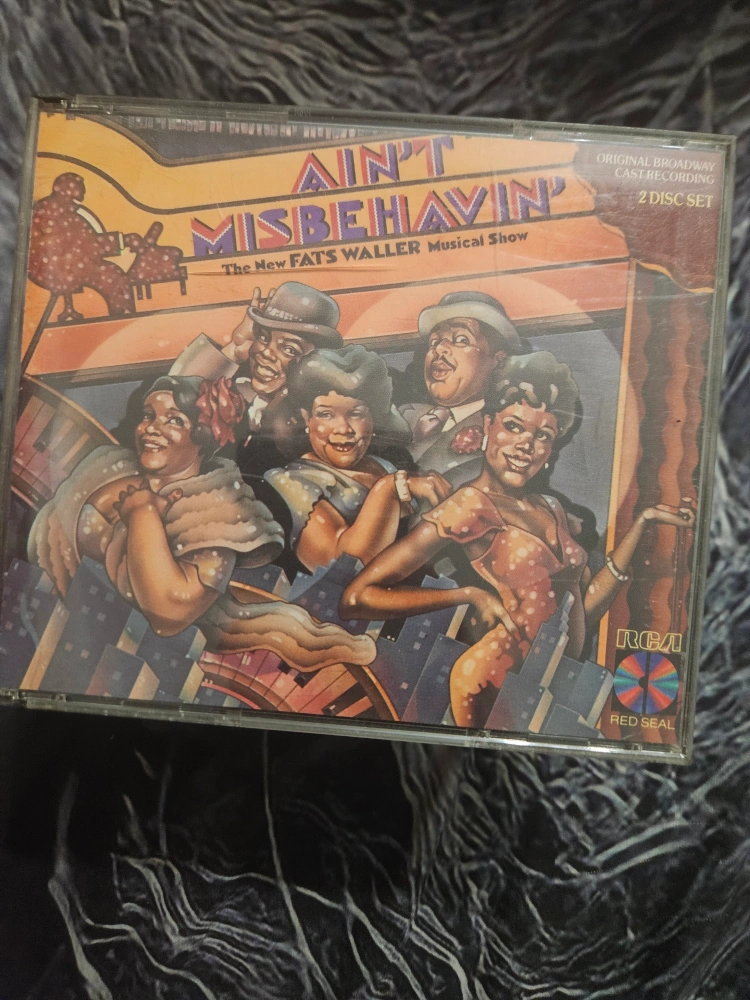 AIN'T
MISBEHAVIN'
The New FATS WALLER Musical Show
ORIGINAL BROADWAY
CAST RECORDING
2 DISC SET
RCA
RED SEAL